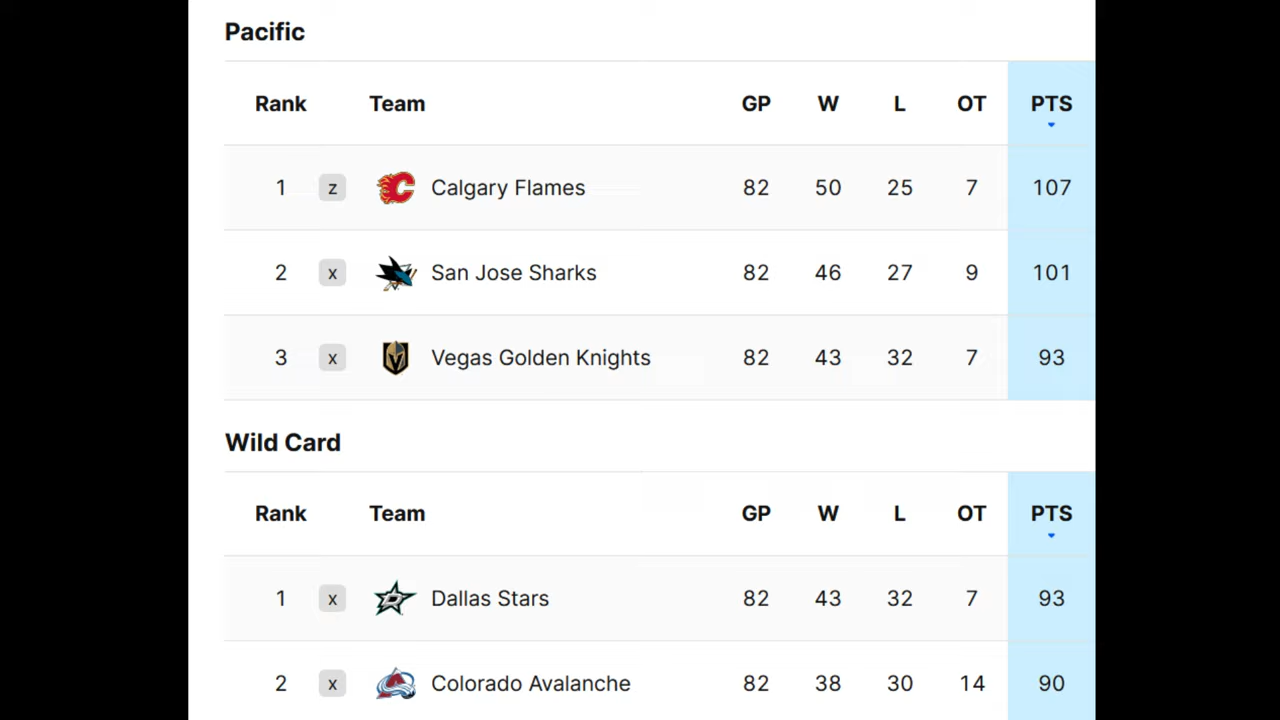 Pacific
Rank Team GP W L OT PTS
1 z Calgary Flames 82 50 25 7 107
2 x San Jose Sharks 82 46 27 9 101
3 x Vegas Golden Knights 82 43 32 7 93
Wild Card
Rank Team GP W L OT PTS
1 x Dallas Stars 82 43 32 7 93
2 x Colorado Avalanche 82 38 30 14 90